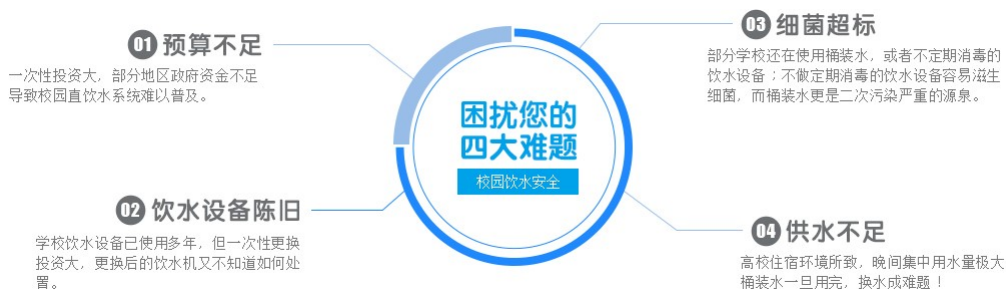 困扰您的
四大难题
校园饮水安全
01 预算不足
一次性投资大，部分地区政府资金不足
导致校园直饮水系统难以普及。
02 饮水设备陈旧
学校饮水设备已使用多年，但一次性更换
投资大，更换后的饮水机又不知道如何处
置。
03 细菌超标
部分学校还在使用桶装水，或者不定期消毒的
饮水设备；不做定期消毒的饮水设备容易滋生
细菌，而桶装水更是二次污染严重的源泉。
04 供水不足
高校住宿环境所致，晚间集中用水量极大
桶装水一旦用完，换水成难题！